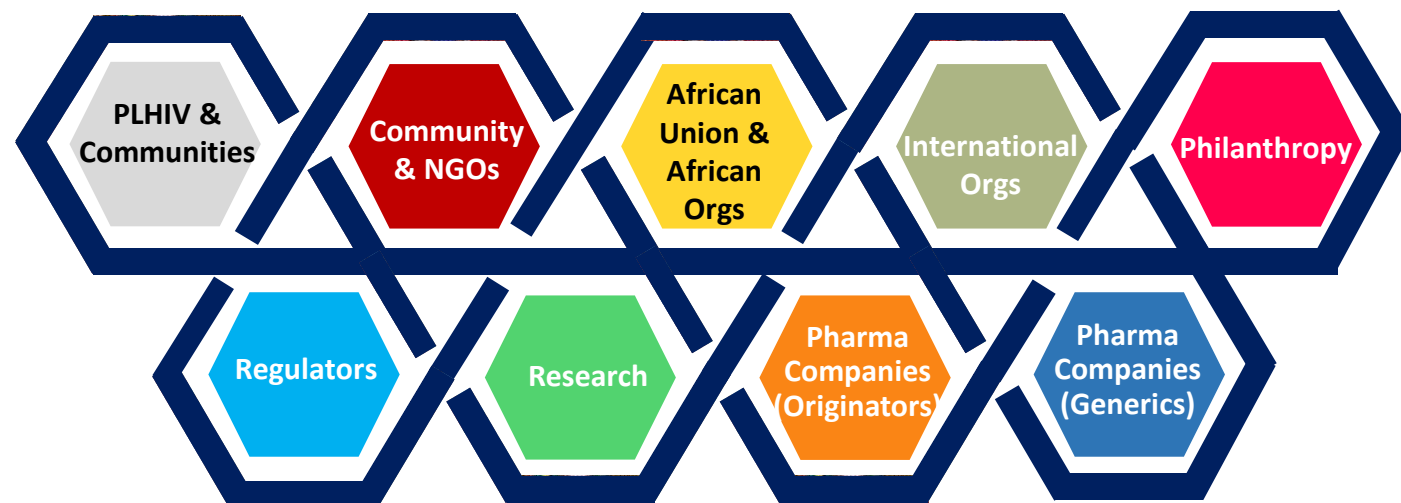 PLHIV &
Communities
Community
& NGOs
African
Union &
African
Orgs
International
Orgs
Philanthropy
Regulators
Research
Pharma
Companies
(Originators)
Pharma
Companies
(Generics)